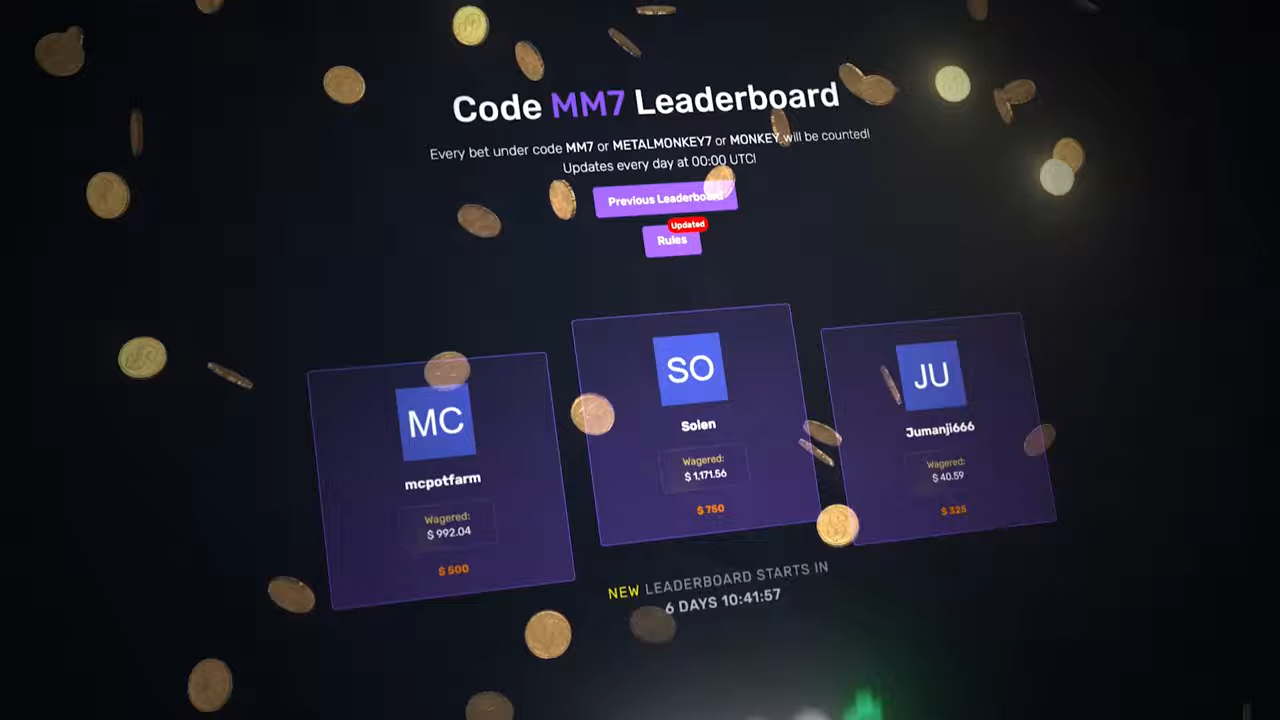 Code MM7 Leaderboard
Every bet under code MM7 or METALMONKEY7 or MONKEY will be counted!
Updates every day at 00:00 UTC!
Previous Leaderboard
Updated
Rules
MC
mcpotfarm
Wagered:
$ 992.04
$ 500
SO
Solen
Wagered:
$ 1,171.56
$ 750
JU
Jumanji666
Wagered:
$ 40.59
$ 325
NEW LEADERBOARD STARTS IN
6 DAYS 10:41:57